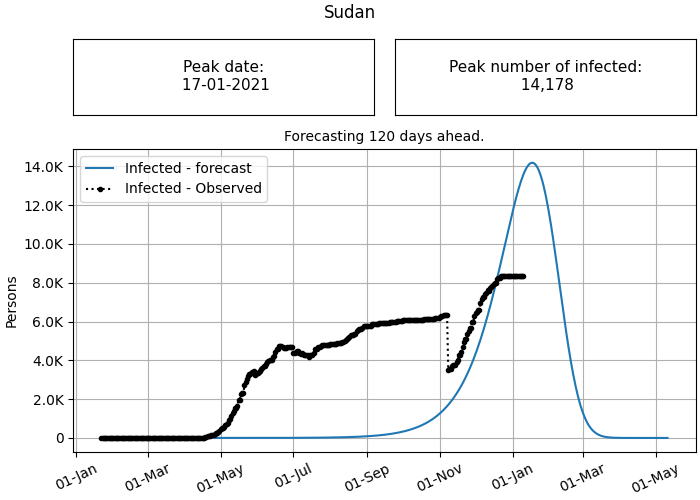 Sudan
Peak date:
17-01-2021
Peak number of infected:
14,178
Forecasting 120 days ahead.
Infected - forecast
Infected - Observed
Persons
14.0K
12.0K
10.0K
8.0K
6.0K
4.0K
2.0K
0
01-Jan
01-Mar
01-May
01-Jul
01-Sep
01-Nov
01-Jan
01-Mar
01-May